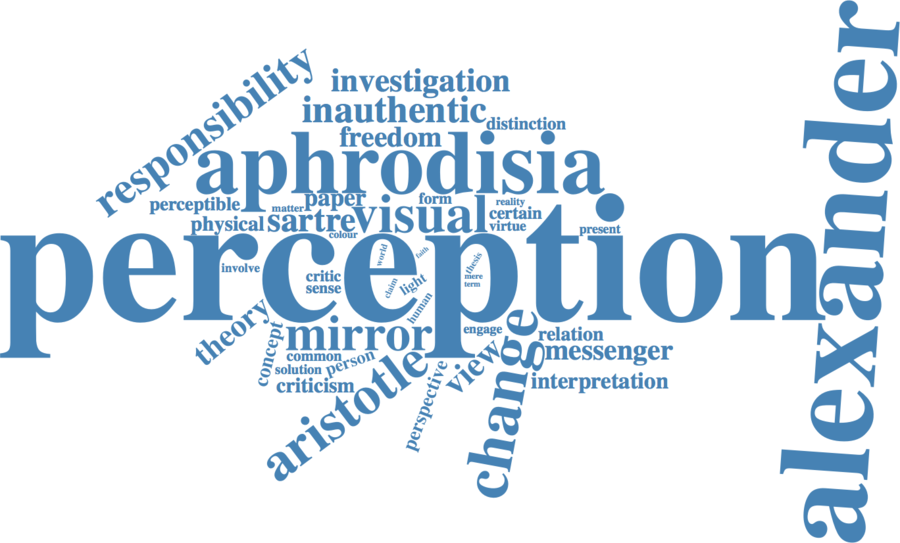 responsibility
investigation
inauthentic
distinction
freedom
aphrodisia
perceptible
matter
paper
form
reality
physical
sartre
visual
certain
colour
virtue
present
perception
alexander
involve
critic
sense
world
faith
claim
light
human
thesis
mere
term
theory
concept
mirror
engage
change
relation
messenger
common
solution
person
criticism
aristotle
perspective
view
interpretation